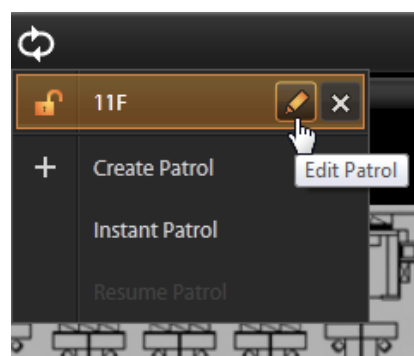 11F
Create Patrol
Edit Patrol
Instant Patrol
Resume Patrol